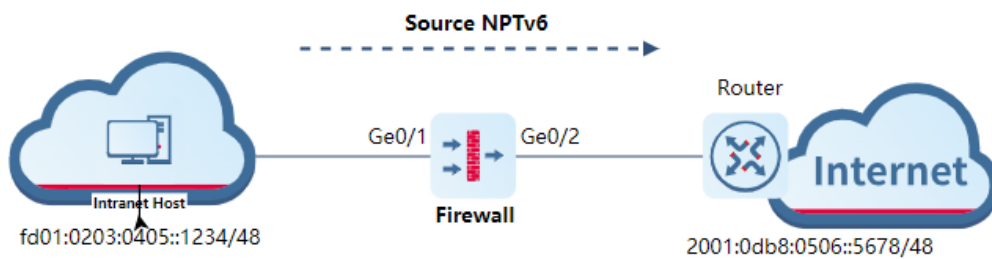 Source NPTv6
Router
Ge0/1
Ge0/2
Internet
Intranet Host
Firewall
fd01:0203:0405::1234/48
2001:0db8:0506::5678/48